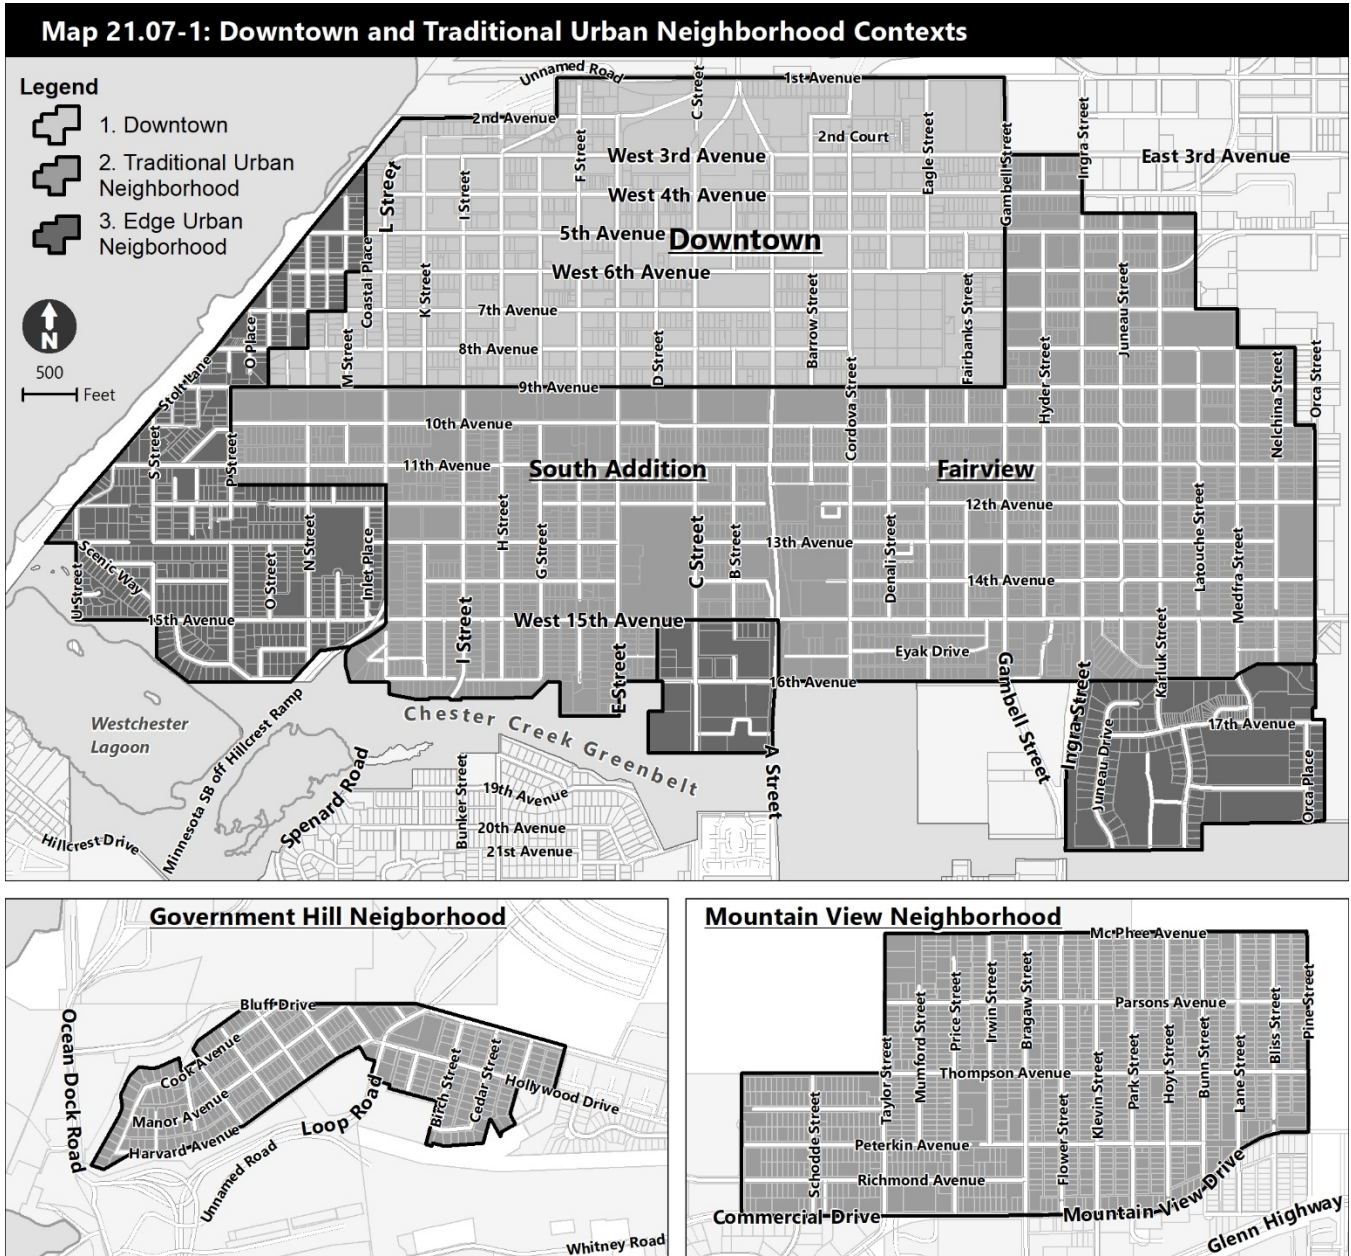 Map 21.07-1: Downtown and Traditional Urban Neighborhood Contexts
Legend
1. Downtown
2. Traditional Urban
Neighborhood
3. Edge Urban
Neigborhood
N
500
Feet
Unnamed Road
C Street
1st Avenue
2nd Avenue
F Street
2nd Court
Eagle Street
Gambell Street
Ingra Street
West 3rd Avenue
East 3rd Avenue
L Street
I Street
West 4th Avenue
5th Avenue
Downtown
West 6th Avenue
Coastal Place
K Street
7th Avenue
Barrow Street
Fairbanks Street
Juneau Street
O Place
M Street
8th Avenue
D Street
Hyder Street
Stolt Lane
9th Avenue
Cordova Street
Nelchina Street
Orca Street
10th Avenue
S Street
P Street
11th Avenue
South Addition
Fairview
12th Avenue
H Street
G Street
N Street
Inlet Place
C Street
B Street
13th Avenue
Denali Street
Latouche Street
Medfra Street
Scenic Way
U Street
O Street
14th Avenue
15th Avenue
I Street
West 15th Avenue
E Street
Eyak Drive
Karluk Street
16th Avenue
Gambell Street
Ingra Street
Westchester
Lagoon
Chester Creek Greenbelt
17th Avenue
Juneau Drive
Orca Place
A Street
Minnesota SB off Hillcrest Ramp
Spenard Road
Bunker Street
19th Avenue
20th Avenue
21st Avenue
Hillcrest Drive
Government Hill Neigborhood
Bluff Drive
Ocean Dock Road
Cook Avenue
Manor Avenue
Harvard Avenue
Loop Road
Birch Street
Cedar Street
Hollywood Drive
Unnamed Road
Whitney Road
Mountain View Neighborhood
Mc Phee Avenue
Taylor Street
Mumford Street
Price Street
Irwin Street
Bragaw Street
Parsons Avenue
Thompson Avenue
Flower Street
Klevin Street
Park Street
Hoyt Street
Bunn Street
Lane Street
Bliss Street
Pine Street
Schodde Street
Peterkin Avenue
Richmond Avenue
Commercial Drive
Mountain View Drive
Glenn Highway